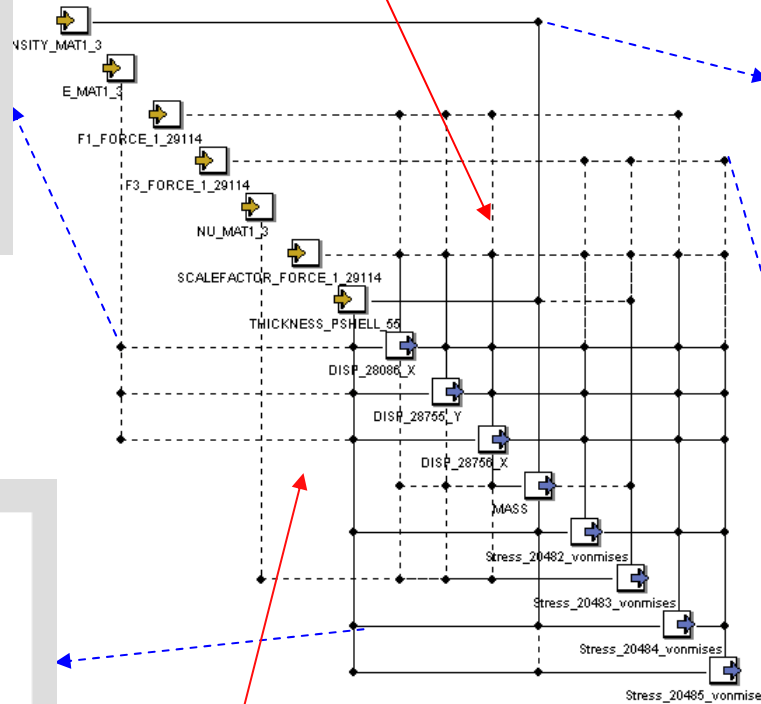 NSITY_MAT1_3
E_MAT1_3
F1_FORCE_1_29114
F3_FORCE_1_29114
NU_MAT1_3
SCALEFACTOR_FORCE_1_29114
THICKNESS_PSHELL_55
DISP_28086_X
DISP_28755_Y
DISP_28756_X
MASS
Stress_20482_vonmises
Stress_20483_vonmises
Stress_20484_vonmises
Stress_20485_vonmise